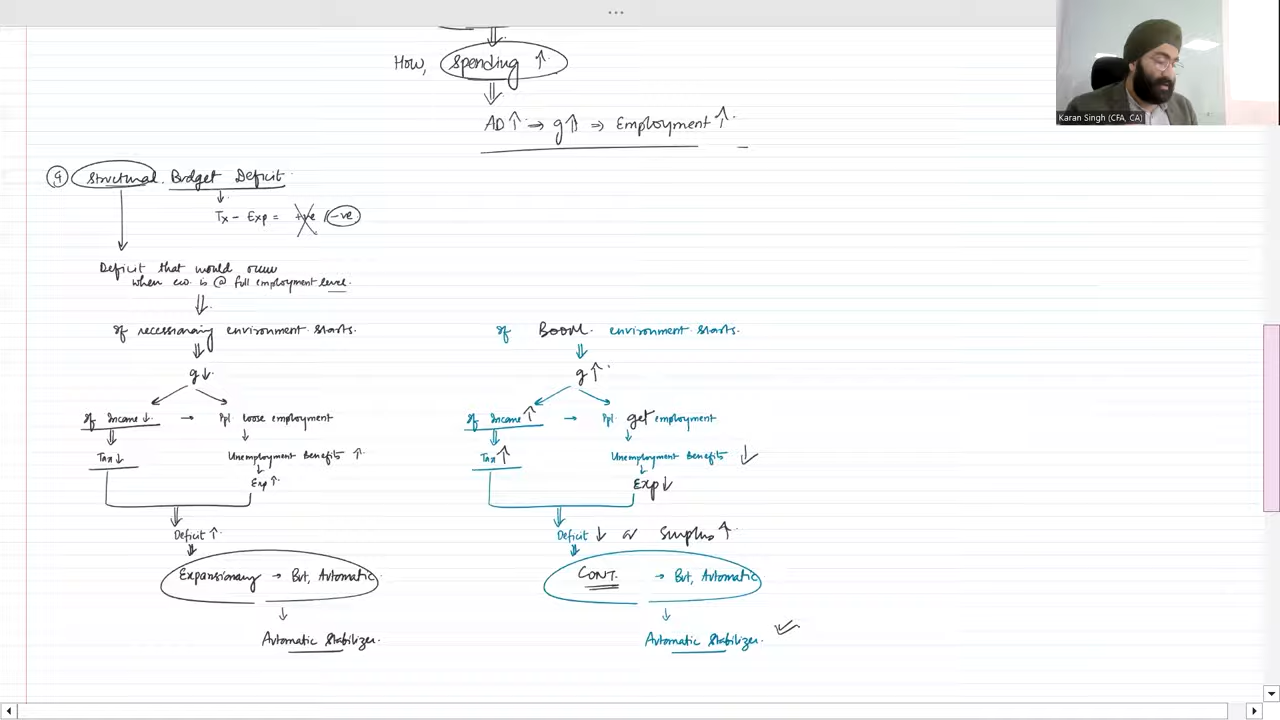 How, Spending ↑
AD↑ → g↑ ⇒ Employment ↑.
9 Structural Budget Deficit
Tx - Exp = +ve / -ve
Deficit that would occur
when eco. is @ full employment level.
If recessionary environment starts.
g↓
If Income ↓ → Ppl loose employment
Tax↓ Unemployment Benefits ↑
Exp↑
Deficit ↑
Expansionary → But, Automatic
Automatic Stabilizer.
If Boom environment starts.
g↑
If Income ↑ → Ppl get employment
Tax↑ Unemployment Benefits ↓
Exp↓
Deficit ↓ or Surplus ↑
CONT. → But, Automatic
Automatic Stabilizer.
Karan Singh (CFA, CA)